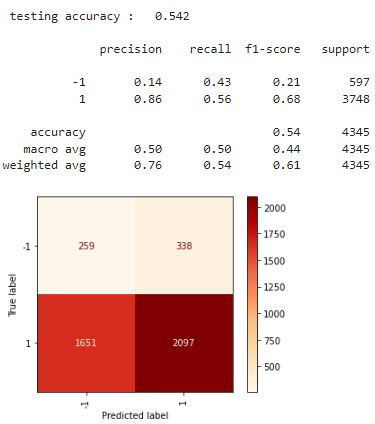 testing accuracy :   0.542
precision    recall  f1-score   support
-1       0.14      0.43      0.21       597
1       0.86      0.56      0.68      3748
accuracy                           0.54      4345
macro avg       0.50      0.50      0.44      4345
weighted avg       0.76      0.54      0.61      4345
2000
1750
1500
1250
1000
750
500
True label
-1
259
338
1
1651
2097
-1
1
Predicted label